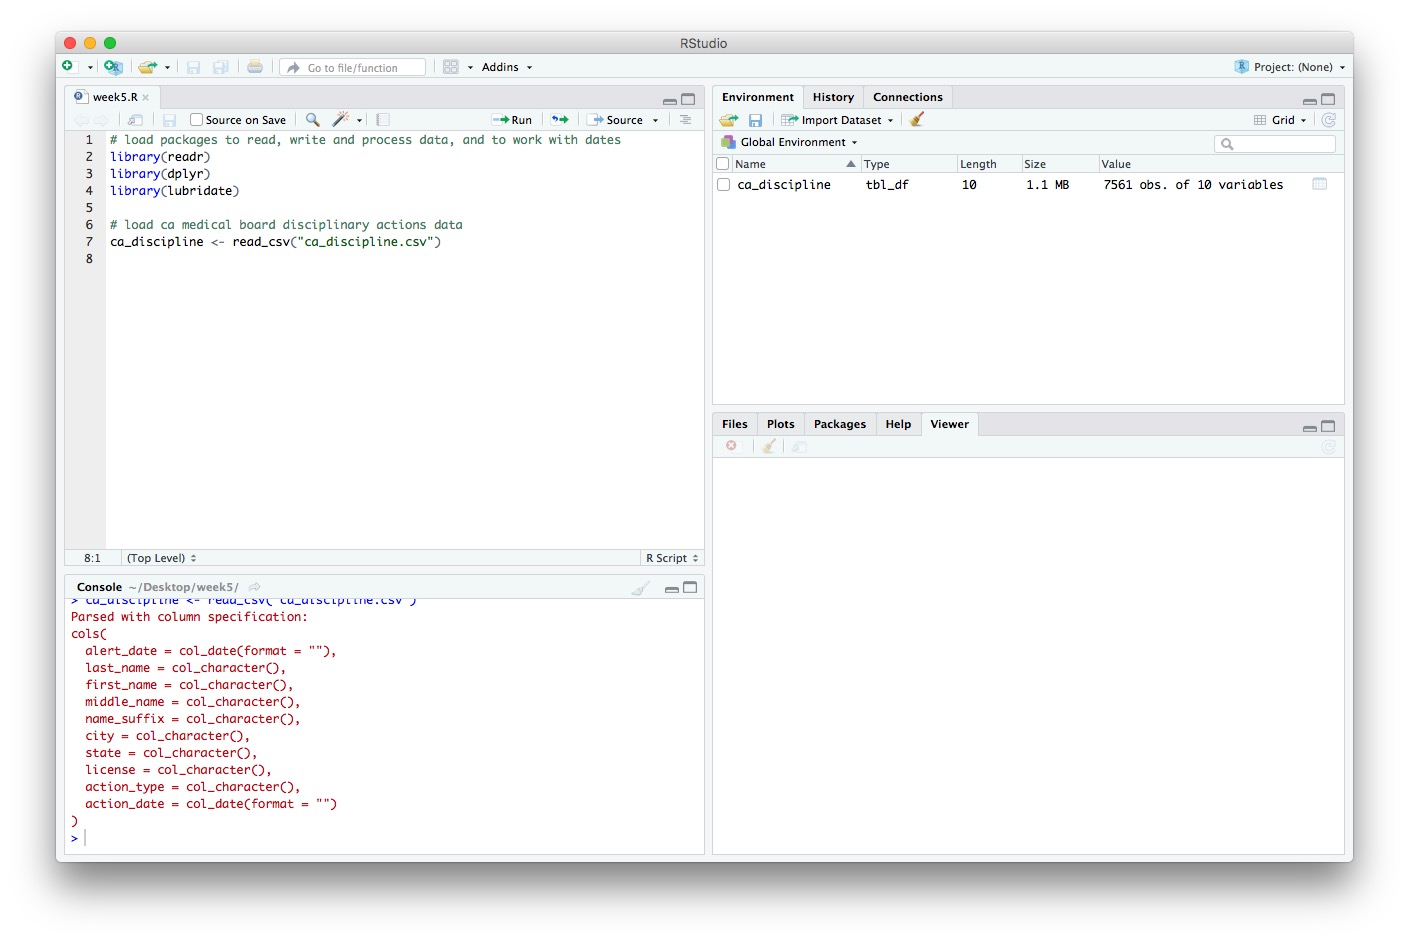 RStudio
Go to file/function
Addins
Project: (None)
week5.R
Source on Save
Run
Source
1 # load packages to read, write and process data, and to work with dates
2 library(readr)
3 library(dplyr)
4 library(lubridate)
5
6 # load ca medical board disciplinary actions data
7 ca_discipline <- read_csv("ca_discipline.csv")
8
8:1 (Top Level) R Script
Console ~/Desktop/week5/
> ca_discipline <- read_csv("ca_discipline.csv")
Parsed with column specification:
cols(
  alert_date = col_date(format = ""),
  last_name = col_character(),
  first_name = col_character(),
  middle_name = col_character(),
  name_suffix = col_character(),
  city = col_character(),
  state = col_character(),
  license = col_character(),
  action_type = col_character(),
  action_date = col_date(format = "")
)
>
Environment History Connections
Import Dataset Grid
Global Environment
Name Type Length Size Value
ca_discipline tbl_df 10 1.1 MB 7561 obs. of 10 variables
Files Plots Packages Help Viewer